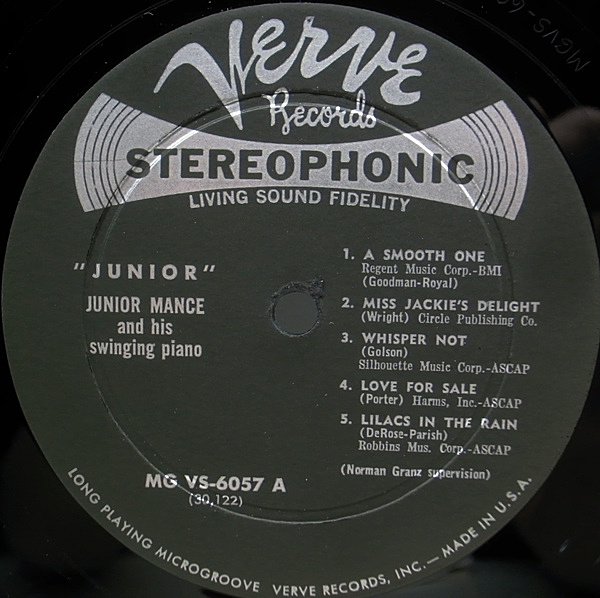 Verve
Records
STEREOPHONIC
LIVING SOUND FIDELITY
"JUNIOR"
JUNIOR MANCE
and his
swinging piano
1. A SMOOTH ONE
Regent Music Corp.-BMI
(Goodman-Royal)
2. MISS JACKIE'S DELIGHT
(Wright) Circle Publishing Co.
3. WHISPER NOT
(Golson)
Silhouette Music Corp.-ASCAP
4. LOVE FOR SALE
(Porter) Harms, Inc.-ASCAP
5. LILACS IN THE RAIN
(DeRose-Parish)
Robbins Mus. Corp.-ASCAP
(Norman Granz supervision)
MG VS-6057 A
(30,122)
LONG PLAYING MICROGROOVE VERVE RECORDS, INC.— MADE IN U.S.A.